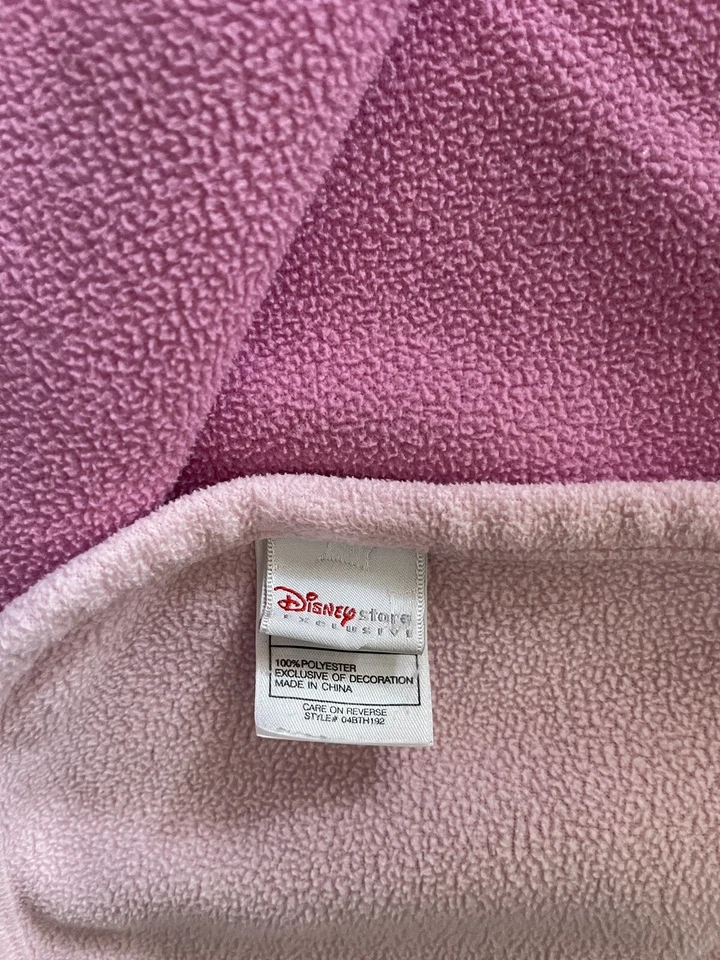 Disney store
EXCLUSIVE
100% POLYESTER
EXCLUSIVE OF DECORATION
MADE IN CHINA
CARE ON REVERSE
STYLE# 04BTH192